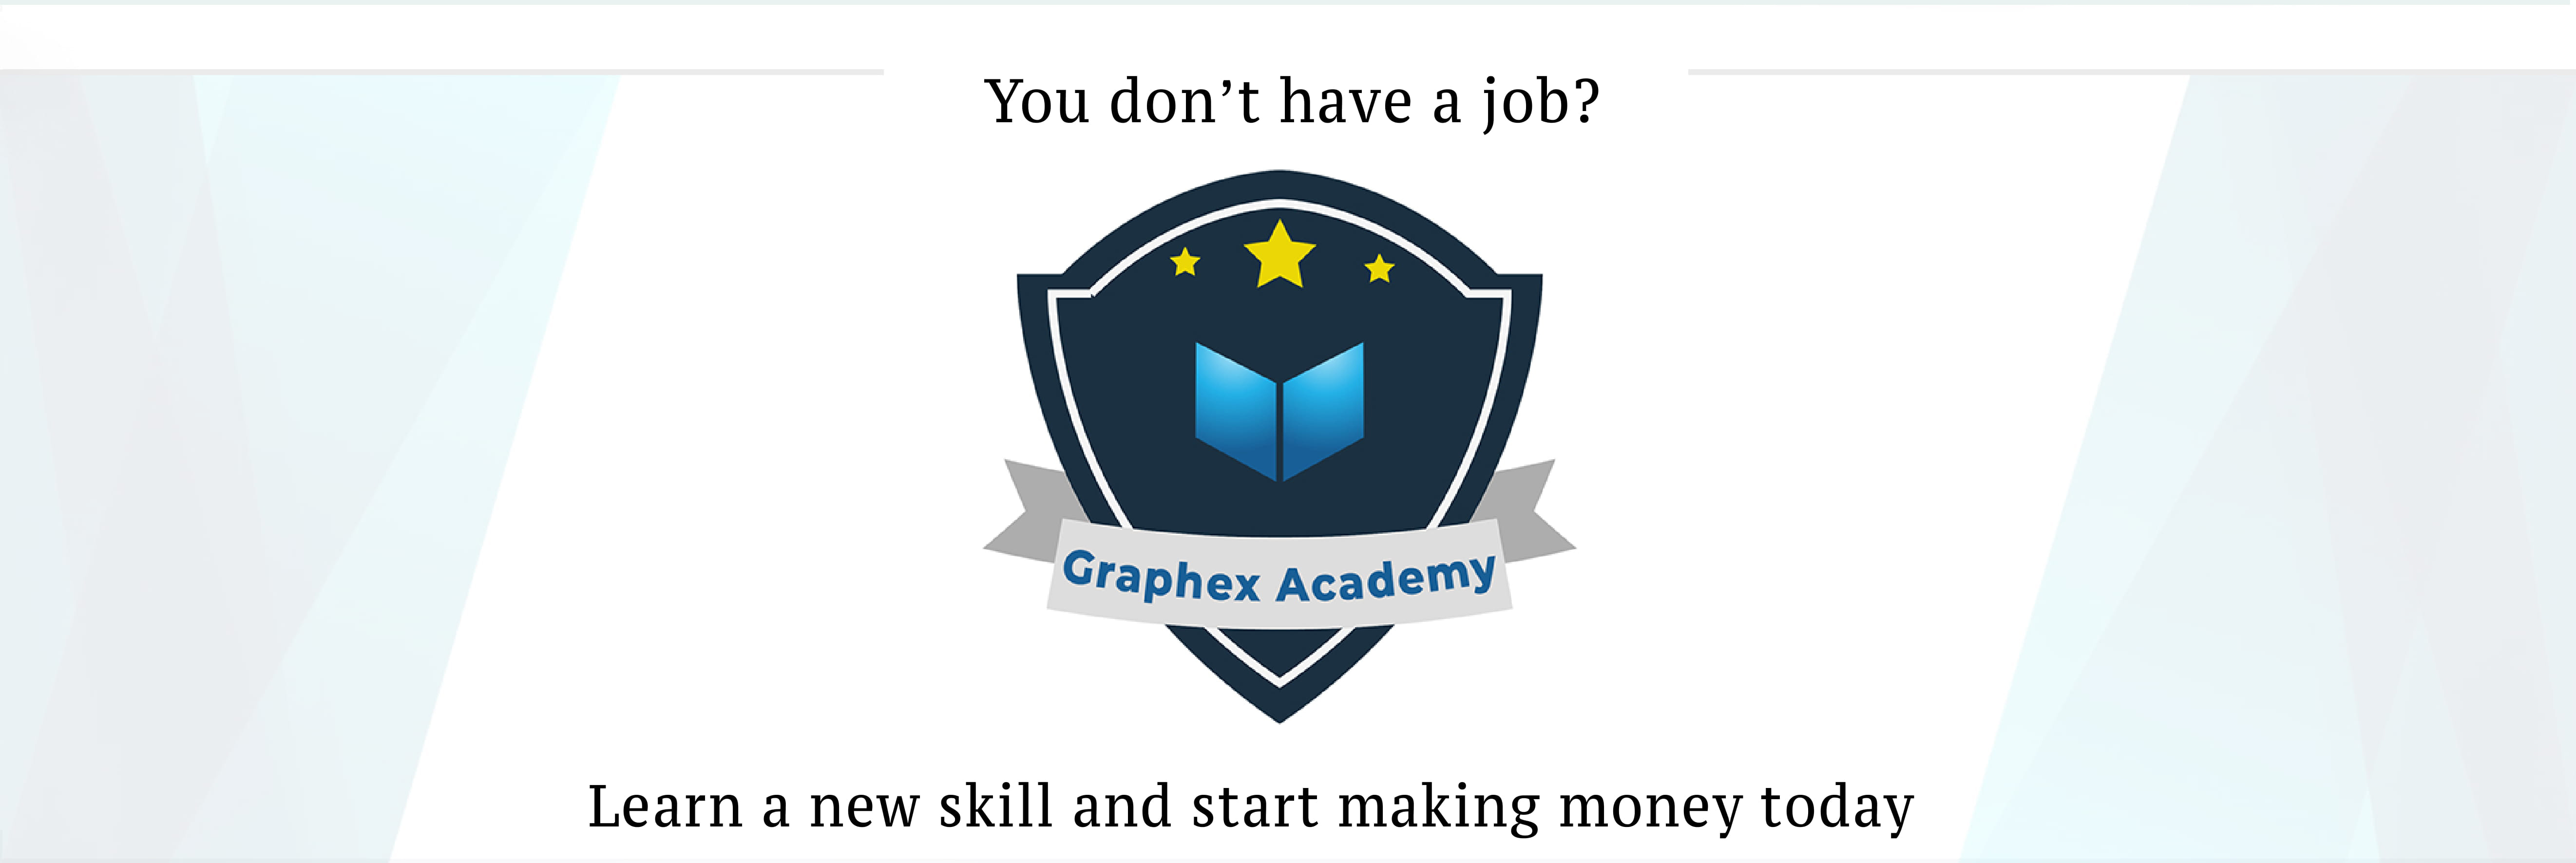 You don’t have a job?
Graphex Academy
Learn a new skill and start making money today